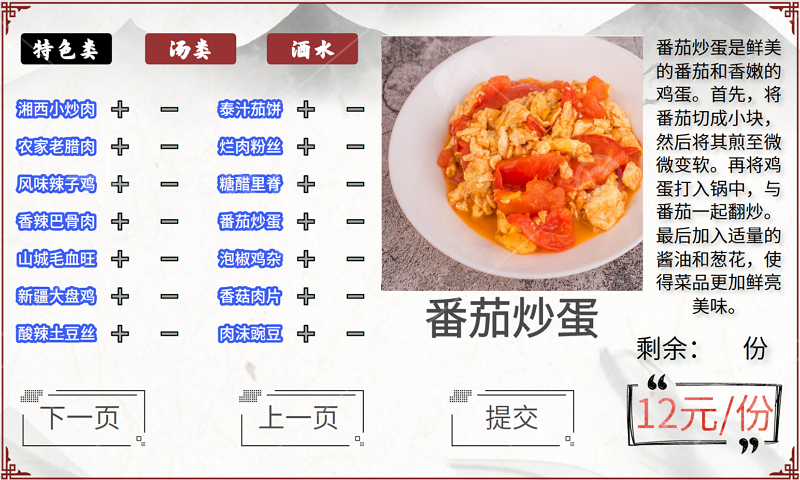 特色类 汤类 酒水
湘西小炒肉 + — 泰汁茄饼 + —
农家老腊肉 + — 烂肉粉丝 + —
风味辣子鸡 + — 糖醋里脊 + —
香辣巴骨肉 + — 番茄炒蛋 + —
山城毛血旺 + — 泡椒鸡杂 + —
新疆大盘鸡 + — 香菇肉片 + —
酸辣土豆丝 + — 肉沫豌豆 + —
番茄炒蛋
番茄炒蛋是鲜美
的番茄和香嫩的
鸡蛋。首先，将
番茄切成小块，
然后将其煎至微
微变软。再将鸡
蛋打入锅中，与
番茄一起翻炒。
最后加入适量的
酱油和葱花，使
得菜品更加鲜亮
美味。
剩余： 份
下一页 上一页 提交
“12元/份”